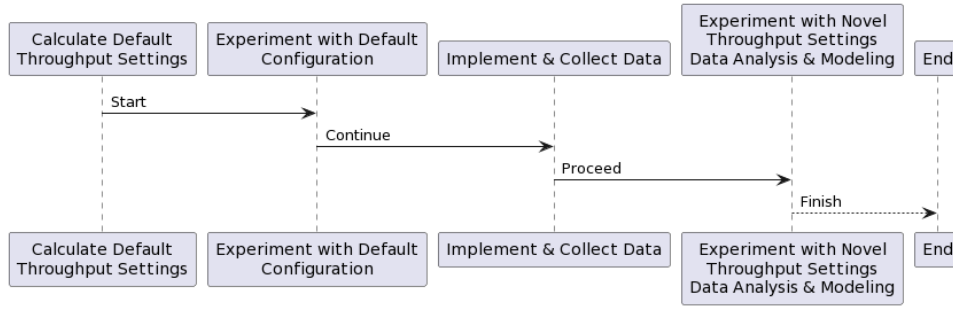 Calculate Default
Throughput Settings
Experiment with Default
Configuration
Implement & Collect Data
Experiment with Novel
Throughput Settings
Data Analysis & Modeling
End
Start
Continue
Proceed
Finish
Calculate Default
Throughput Settings
Experiment with Default
Configuration
Implement & Collect Data
Experiment with Novel
Throughput Settings
Data Analysis & Modeling
End